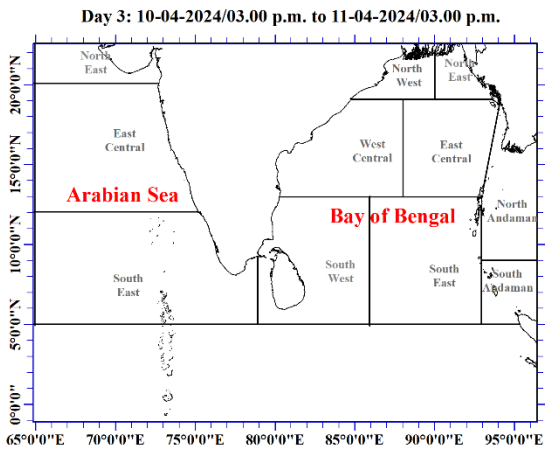 Day 3: 10-04-2024/03.00 p.m. to 11-04-2024/03.00 p.m.
North
East
North
West
North
East
20°0'0"N
East
Central
West
Central
East
Central
15°0'0"N
Arabian Sea
Bay of Bengal
North
Andaman
10°0'0"N
South
East
South
West
South
East
South
Andaman
5°0'0"N
0°0'0"
65°0'0"E 70°0'0"E 75°0'0"E 80°0'0"E 85°0'0"E 90°0'0"E 95°0'0"E